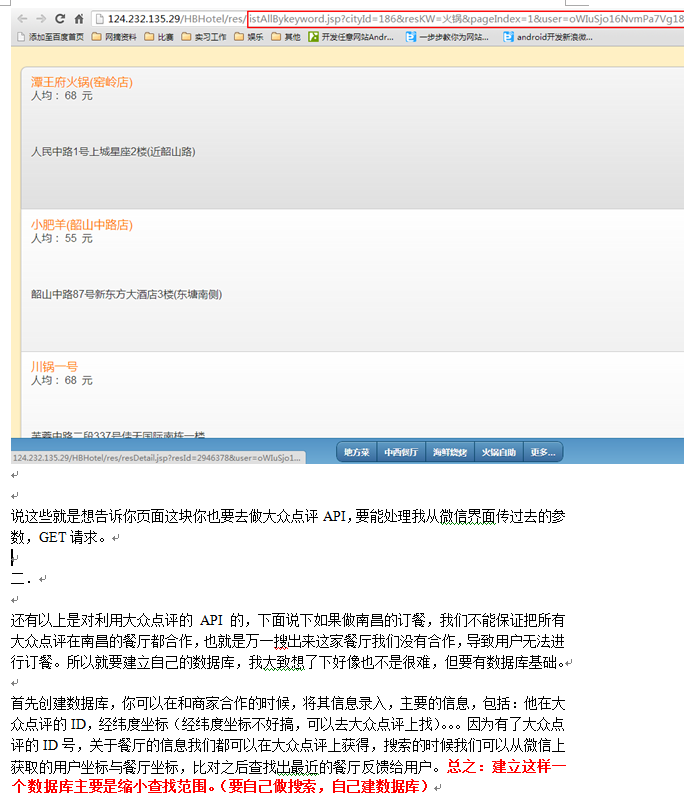 124.232.135.29/HBHotel/res/istAllBykeyword.jsp?cityId=186&resKW=火锅&pageIndex=1&user=oWIuSjo16NvmPa7Vg18
添加至百度首页 网摘资料 比赛 实习工作 娱乐 其他 开发任意网站Andr... 一步步教你为网站... android开发新浪微...
潭王府火锅(窑岭店)
人均： 68 元
人民中路1号上城星座2楼(近韶山路)
小肥羊(韶山中路店)
人均： 55 元
韶山中路87号新东方大酒店3楼(东塘南侧)
川锅一号
人均： 68 元
芙蓉中路二段337号佳天国际南栋一楼
地方菜 中西餐厅 海鲜烧烤 火锅自助 更多...
124.232.135.29/HBHotel/res/resDetail.jsp?resId=2946378&user=oWIuSjo1...
说这些就是想告诉你页面这块你也要去做大众点评 API，要能处理我从微信界面传过去的参
数，GET 请求。
二．
还有以上是对利用大众点评的 API 的，下面说下如果做南昌的订餐，我们不能保证把所有
大众点评在南昌的餐厅都合作，也就是万一搜出来这家餐厅我们没有合作，导致用户无法进
行订餐。所以就要建立自己的数据库，我大致想了下好像也不是很难，但要有数据库基础。
首先创建数据库，你可以在和商家合作的时候，将其信息录入，主要的信息，包括：他在大
众点评的 ID，经纬度坐标（经纬度坐标不好搞，可以去大众点评上找）。。。因为有了大众点
评的 ID 号，关于餐厅的信息我们都可以在大众点评上获得，搜索的时候我们可以从微信上
获取的用户坐标与餐厅坐标，比对之后查找出最近的餐厅反馈给用户。总之：建立这样一
个数据库主要是缩小查找范围。（要自己做搜索，自己建数据库）